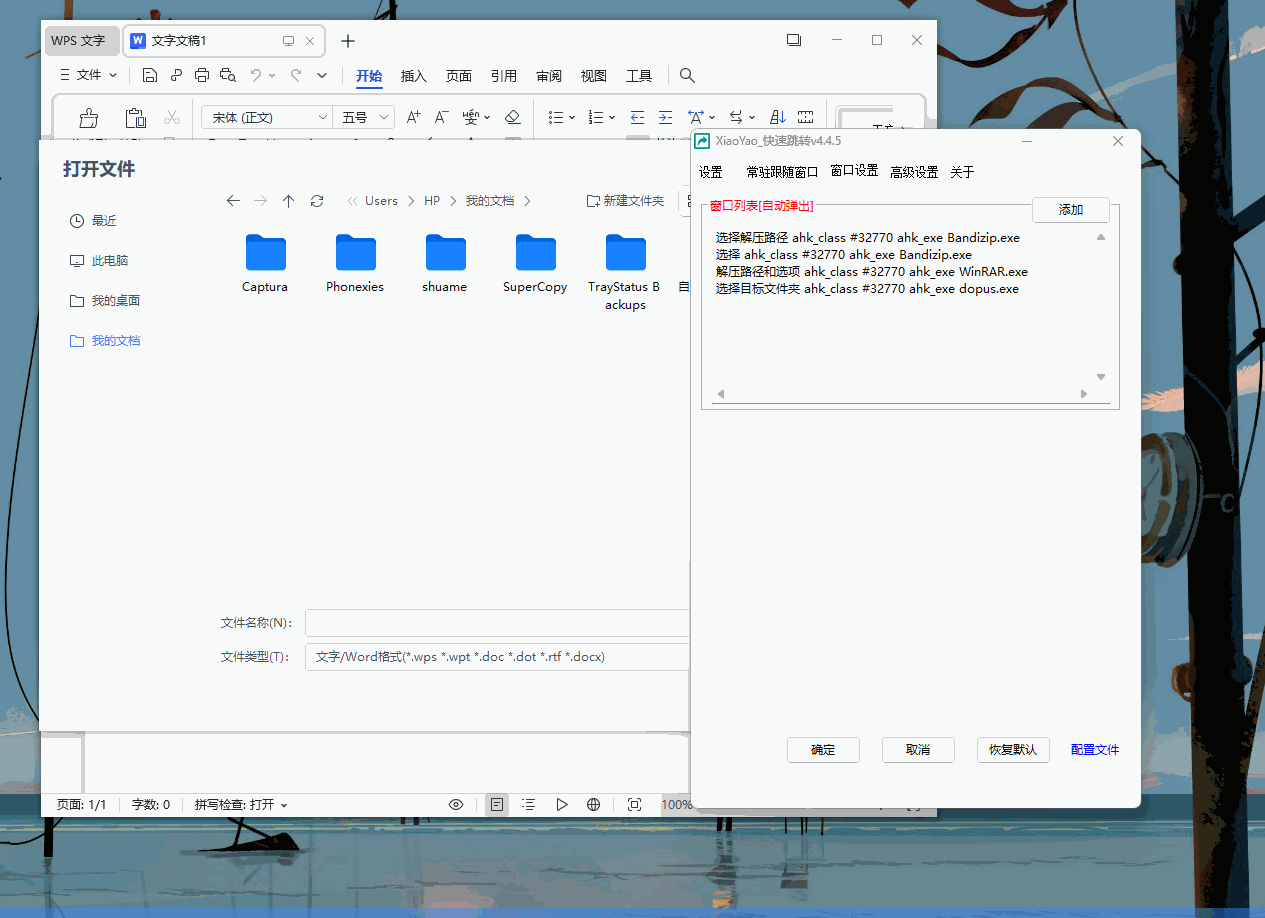 WPS 文字
文字文稿1
文件
开始 插入 页面 引用 审阅 视图 工具
宋体 (正文) 五号
打开文件
最近
此电脑
我的桌面
我的文档
Users HP 我的文档
新建文件夹
Captura
Phonexies
shuame
SuperCopy
TrayStatus B
ackups
自
文件名称(N)：
文件类型(T)： 文字/Word格式(*.wps *.wpt *.doc *.dot *.rtf *.docx)
页面: 1/1 字数: 0 拼写检查: 打开 100%
XiaoYao_快速跳转v4.4.5
设置 常驻跟随窗口 窗口设置 高级设置 关于
窗口列表[自动弹出]
添加
选择解压路径 ahk_class #32770 ahk_exe Bandizip.exe
选择 ahk_class #32770 ahk_exe Bandizip.exe
解压路径和选项 ahk_class #32770 ahk_exe WinRAR.exe
选择目标文件夹 ahk_class #32770 ahk_exe dopus.exe
确定 取消 恢复默认 配置文件